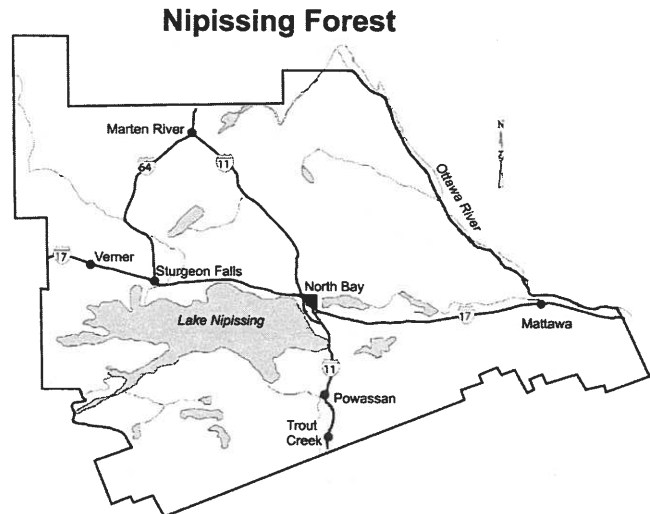 Nipissing Forest
Marten River
64
11
N
Ottawa River
17
Verner
Sturgeon Falls
North Bay
Lake Nipissing
17
Mattawa
11
Powassan
Trout
Creek